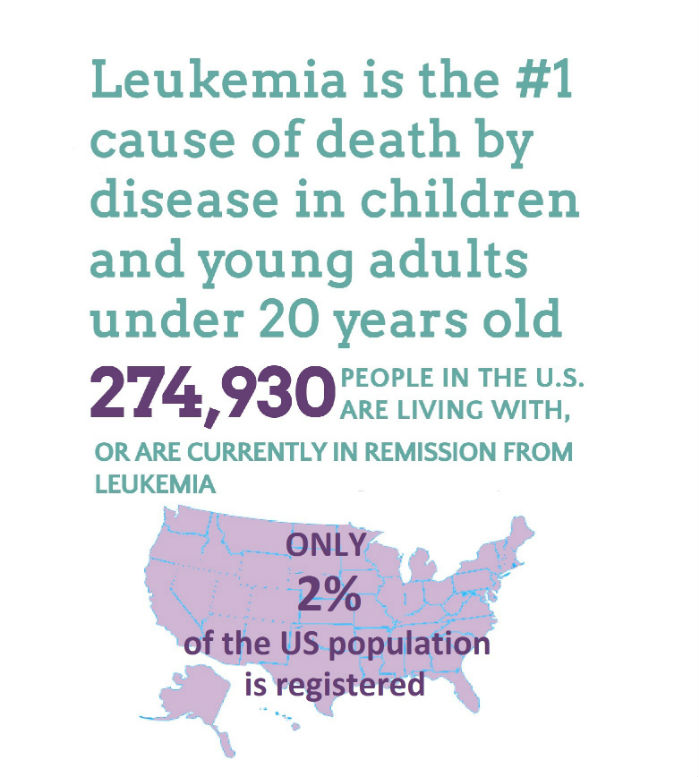 Leukemia is the #1
cause of death by
disease in children
and young adults
under 20 years old
274,930 PEOPLE IN THE U.S.
ARE LIVING WITH,
OR ARE CURRENTLY IN REMISSION FROM
LEUKEMIA
ONLY
2%
of the US population
is registered